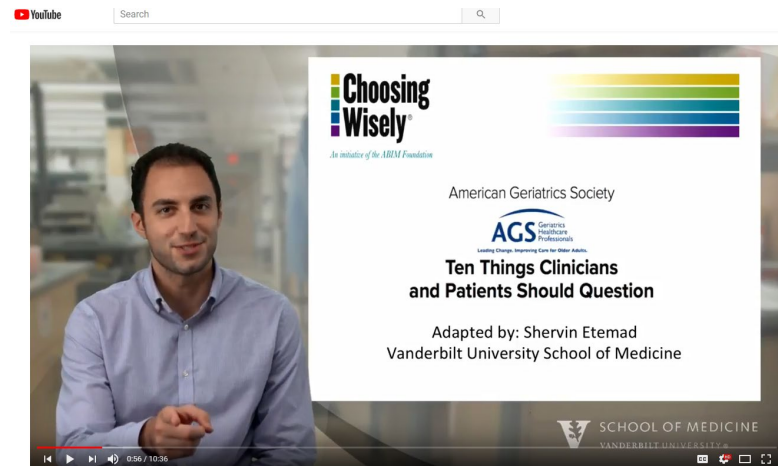 YouTube
Search
Choosing
Wisely®
An initiative of the ABIM Foundation
American Geriatrics Society
AGS Geriatrics
Healthcare
Professionals
Leading Change. Improving Care for Older Adults.
Ten Things Clinicians
and Patients Should Question
Adapted by: Shervin Etemad
Vanderbilt University School of Medicine
V SCHOOL OF MEDICINE
VANDERBILT UNIVERSITY
0:56 / 10:36
CC